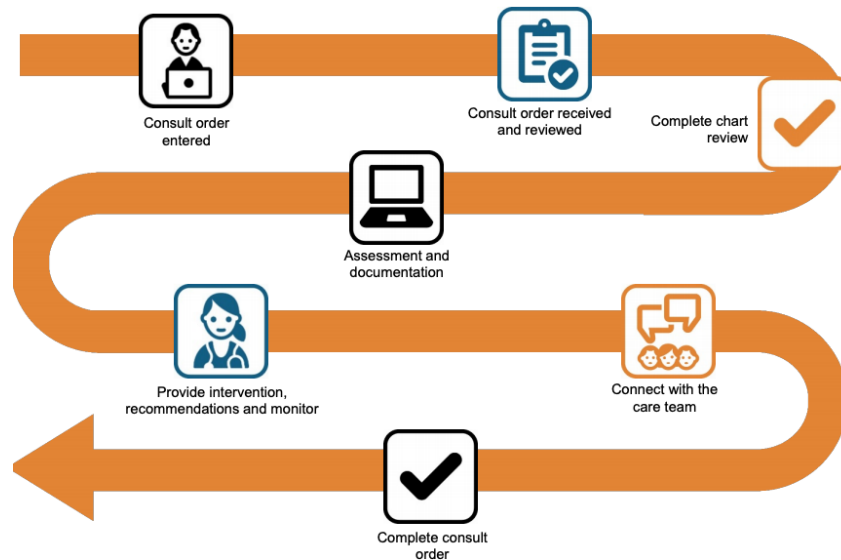 Consult order
entered
Consult order received
and reviewed
Complete chart
review
Assessment and
documentation
Provide intervention,
recommendations and monitor
Connect with the
care team
Complete consult
order